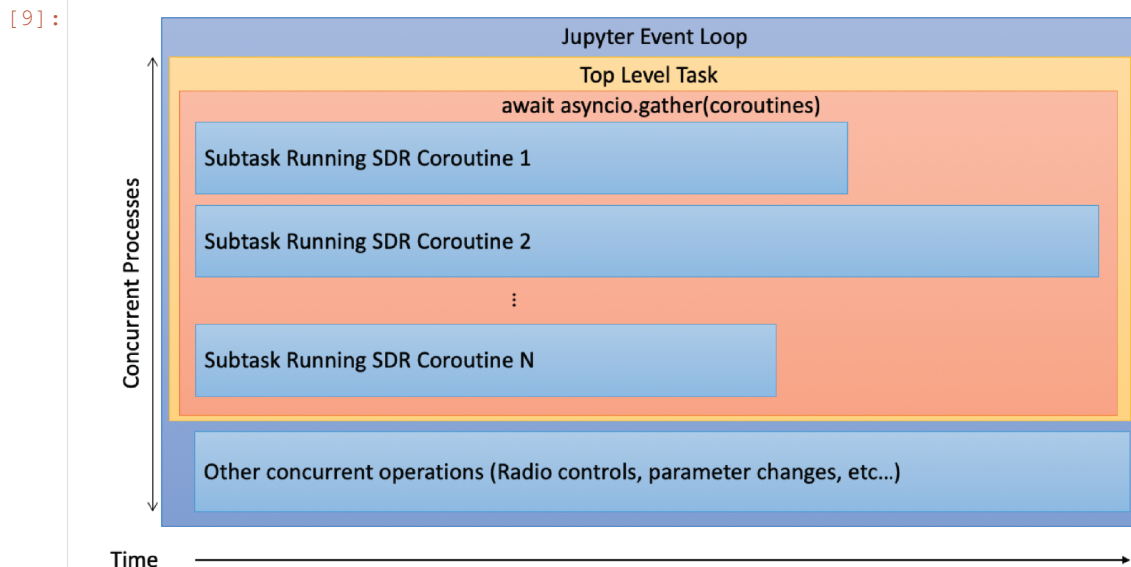 [9]:
Jupyter Event Loop
Top Level Task
await asyncio.gather(coroutines)
Subtask Running SDR Coroutine 1
Subtask Running SDR Coroutine 2
⋮
Subtask Running SDR Coroutine N
Other concurrent operations (Radio controls, parameter changes, etc...)
Concurrent Processes
Time